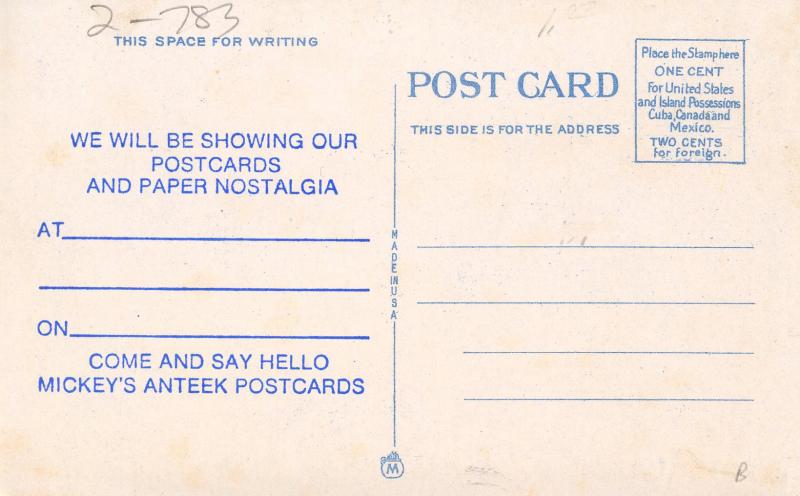 2-783
THIS SPACE FOR WRITING
WE WILL BE SHOWING OUR
POSTCARDS
AND PAPER NOSTALGIA
AT
ON
COME AND SAY HELLO
MICKEY'S ANTEEK POSTCARDS
MADE IN USA
M
POST CARD
THIS SIDE IS FOR THE ADDRESS
Place the Stamp here
ONE CENT
For United States
and Island Possessions
Cuba, Canada and
Mexico.
TWO CENTS
for foreign.
B